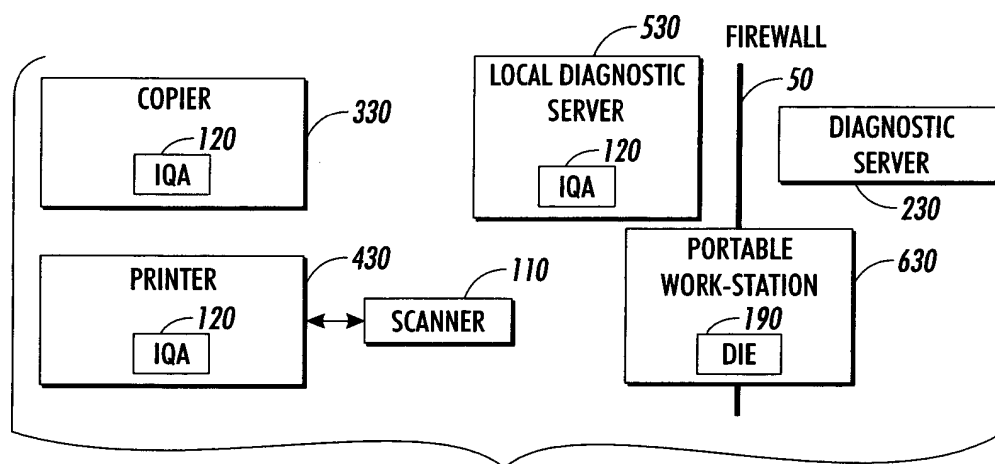 COPIER
120
IQA
330
530
LOCAL DIAGNOSTIC
SERVER
120
IQA
FIREWALL
50
DIAGNOSTIC
SERVER
230
PRINTER
120
IQA
430
110
SCANNER
PORTABLE
WORK-STATION
190
DIE
630